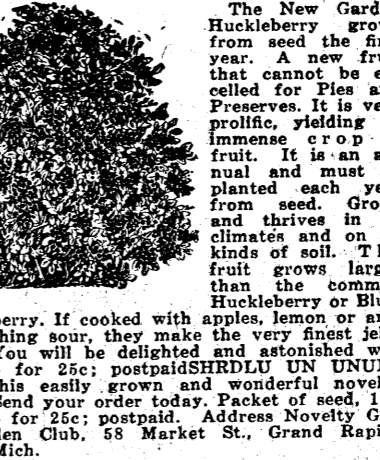 The New Gard
Huckleberry grow
from seed the fir
year. A new fru
that cannot be e
celled for Pies a
Preserves. It is ve
prolific, yielding
immense crop
fruit. It is an a
nual and must
planted each ye
from seed. Gro
and thrives in
climates and on
kinds of soil. T
fruit grows larg
than the comm
Huckleberry or Blu
berry. If cooked with apples, lemon or an
hing sour, they make the very finest jel
You will be delighted and astonished w
for 25c; postpaidSHRDLU UN UNUN
his easily grown and wonderful novel
Send your order today. Packet of seed, 1
for 25c; postpaid. Address Novelty G
den Club, 58 Market St., Grand Rapi
Mich.